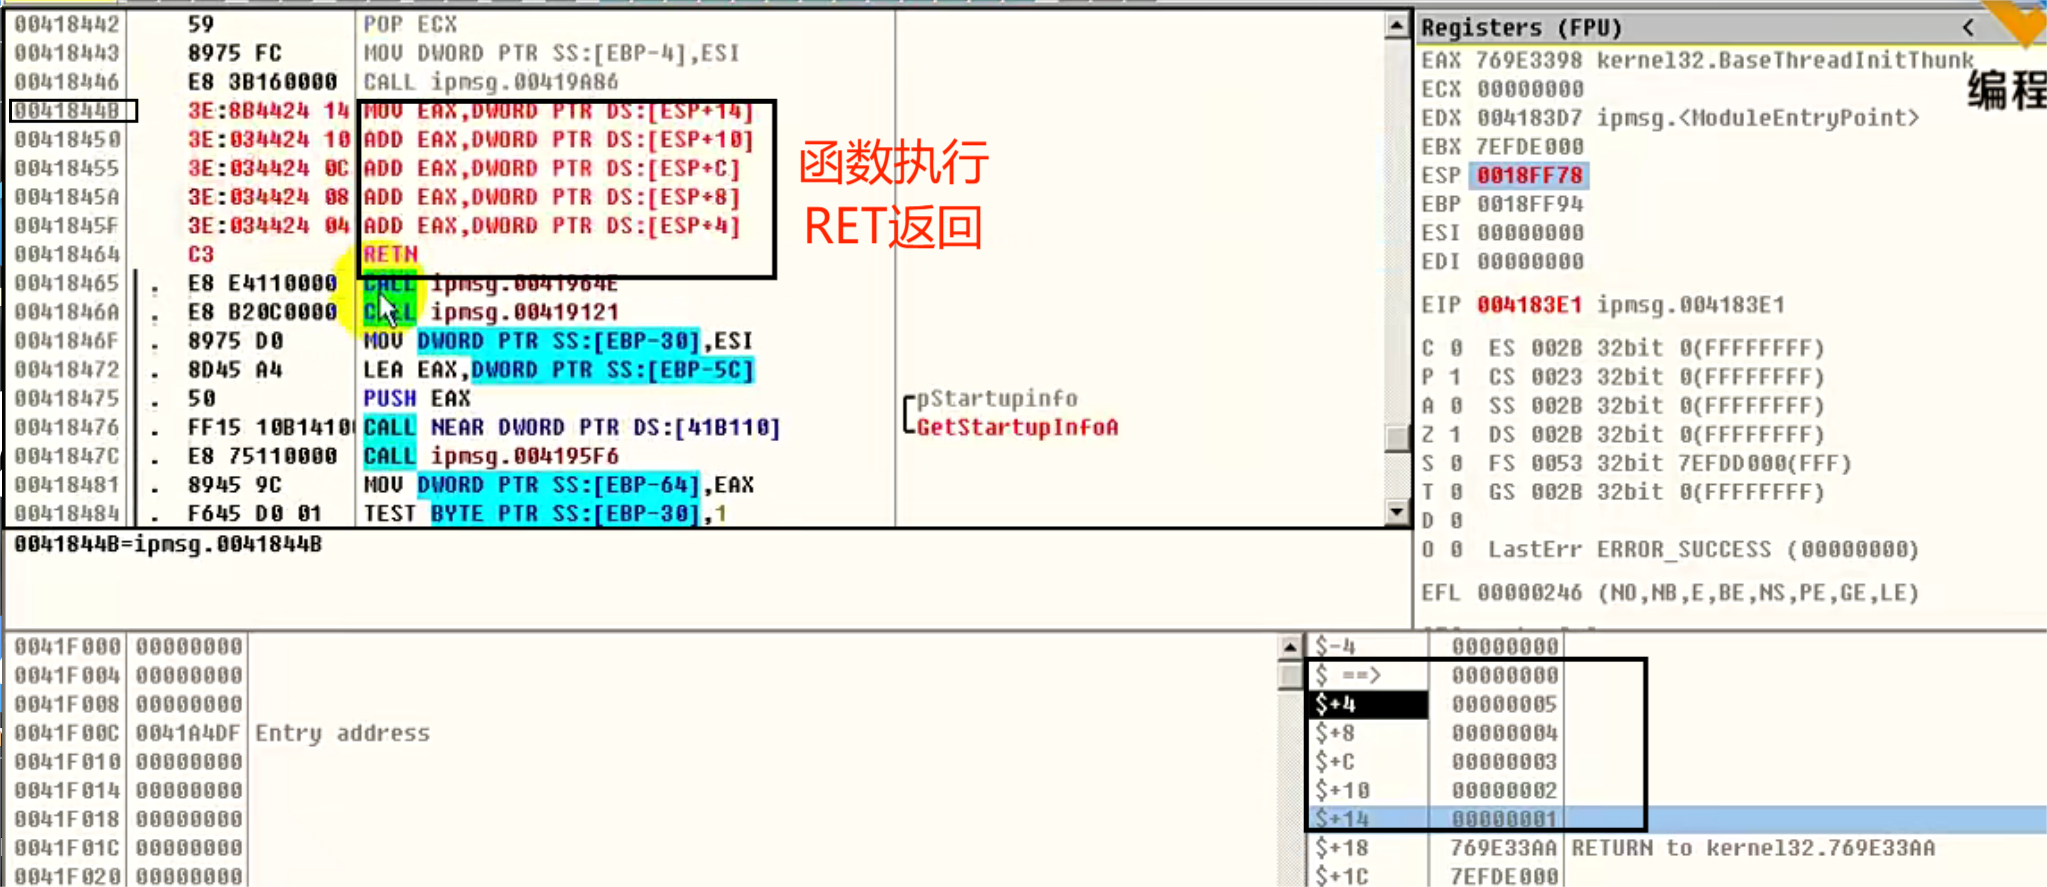 00418442 59 POP ECX
00418443 8975 FC MOV DWORD PTR SS:[EBP-4],ESI
00418446 E8 3B160000 CALL ipmsg.00419A86
0041844B 3E:8B4424 14 MOV EAX,DWORD PTR DS:[ESP+14]
00418450 3E:034424 10 ADD EAX,DWORD PTR DS:[ESP+10]
00418455 3E:034424 0C ADD EAX,DWORD PTR DS:[ESP+C]
0041845A 3E:034424 08 ADD EAX,DWORD PTR DS:[ESP+8]
0041845F 3E:034424 04 ADD EAX,DWORD PTR DS:[ESP+4]
00418464 C3 RETN
00418465 . E8 E4110000 CALL ipmsg.0041964E
0041846A . E8 B20C0000 CALL ipmsg.00419121
0041846F . 8975 D0 MOV DWORD PTR SS:[EBP-30],ESI
00418472 . 8D45 A4 LEA EAX,DWORD PTR SS:[EBP-5C]
00418475 . 50 PUSH EAX pStartupinfo
00418476 . FF15 10B14100 CALL NEAR DWORD PTR DS:[41B110] GetStartupInfoA
0041847C . E8 75110000 CALL ipmsg.004195F6
00418481 . 8945 9C MOV DWORD PTR SS:[EBP-64],EAX
00418484 . F645 D0 01 TEST BYTE PTR SS:[EBP-30],1
函数执行
RET返回
0041844B=ipmsg.0041844B
Registers (FPU) <
编程
EAX 769E3398 kernel32.BaseThreadInitThunk
ECX 00000000
EDX 004183D7 ipmsg.<ModuleEntryPoint>
EBX 7EFDE000
ESP 0018FF78
EBP 0018FF94
ESI 00000000
EDI 00000000
EIP 004183E1 ipmsg.004183E1
C 0 ES 002B 32bit 0(FFFFFFFF)
P 1 CS 0023 32bit 0(FFFFFFFF)
A 0 SS 002B 32bit 0(FFFFFFFF)
Z 1 DS 002B 32bit 0(FFFFFFFF)
S 0 FS 0053 32bit 7EFDD000(FFF)
T 0 GS 002B 32bit 0(FFFFFFFF)
D 0
O 0 LastErr ERROR_SUCCESS (00000000)
EFL 00000246 (NO,NB,E,BE,NS,PE,GE,LE)
0041F000 00000000
0041F004 00000000
0041F008 00000000
0041F00C 0041A4DF Entry address
0041F010 00000000
0041F014 00000000
0041F018 00000000
0041F01C 00000000
0041F020 00000000
$-4 00000000
$ ==> 00000000
$+4 00000005
$+8 00000004
$+C 00000003
$+10 00000002
$+14 00000001
$+18 769E33AA RETURN to kernel32.769E33AA
$+1C 7EFDE000